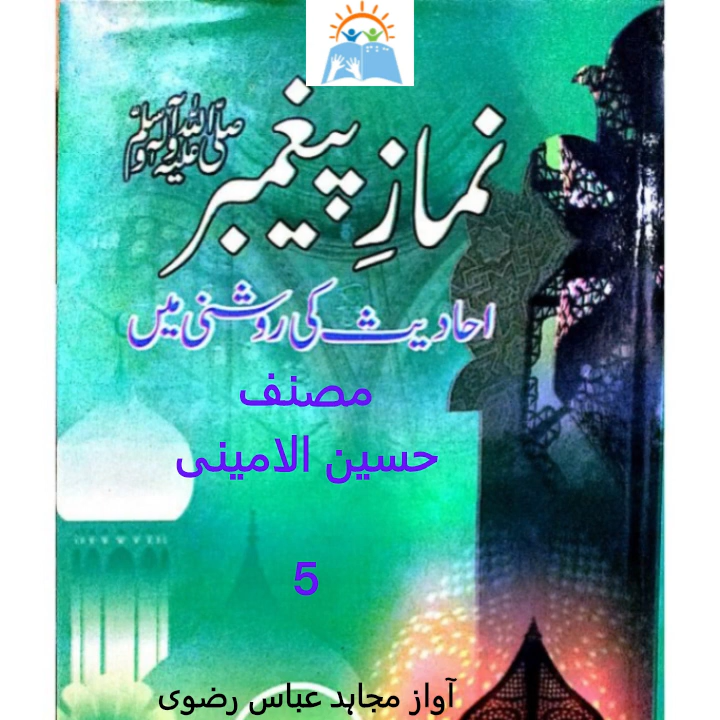 نمازِ پیغمبر صلی اللہ علیہ وآلہ وسلم
احادیث کی روشنی میں
مصنف
حسین الامینی
5
آواز مجاہد عباس رضوی